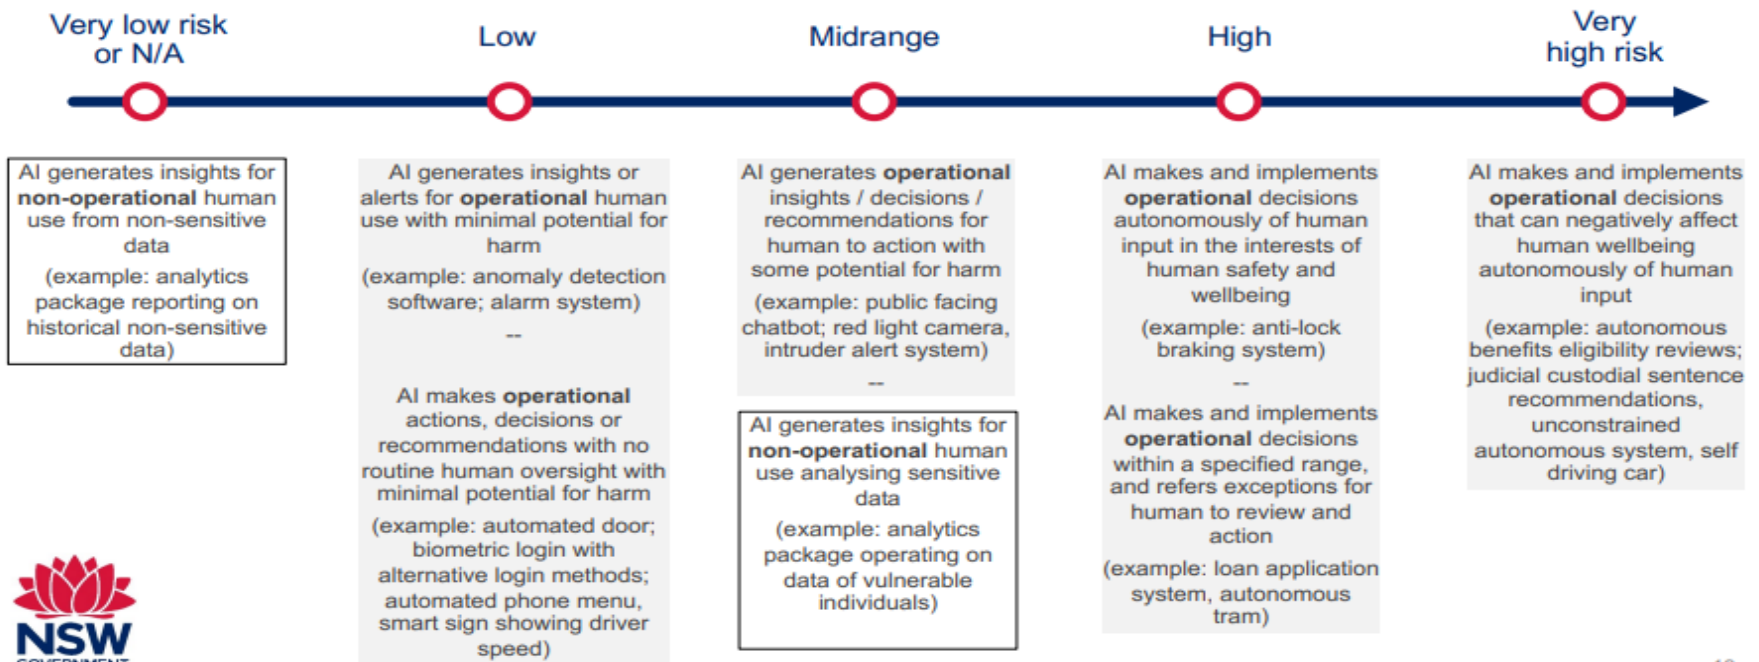 Very low risk
or N/A
Low
Midrange
High
Very
high risk
AI generates insights for
non-operational human
use from non-sensitive
data
(example: analytics
package reporting on
historical non-sensitive
data)
AI generates insights or
alerts for operational human
use with minimal potential for
harm
(example: anomaly detection
software; alarm system)
--
AI makes operational
actions, decisions or
recommendations with no
routine human oversight with
minimal potential for harm
(example: automated door;
biometric login with
alternative login methods;
automated phone menu,
smart sign showing driver
speed)
AI generates operational
insights / decisions /
recommendations for
human to action with
some potential for harm
(example: public facing
chatbot; red light camera,
intruder alert system)
--
AI generates insights for
non-operational human
use analysing sensitive
data
(example: analytics
package operating on
data of vulnerable
individuals)
AI makes and implements
operational decisions
autonomously of human
input in the interests of
human safety and
wellbeing
(example: anti-lock
braking system)
--
AI makes and implements
operational decisions
within a specified range,
and refers exceptions for
human to review and
action
(example: loan application
system, autonomous
tram)
AI makes and implements
operational decisions
that can negatively affect
human wellbeing
autonomously of human
input
(example: autonomous
benefits eligibility reviews;
judicial custodial sentence
recommendations,
unconstrained
autonomous system, self
driving car)
NSW
GOVERNMENT